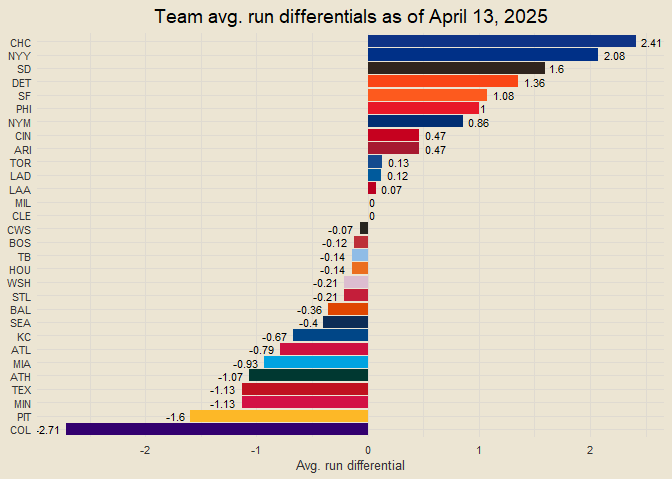 Team avg. run differentials as of April 13, 2025
CHC 2.41
NYY 2.08
SD 1.6
DET 1.36
SF 1.08
PHI 1
NYM 0.86
CIN 0.47
ARI 0.47
TOR 0.13
LAD 0.12
LAA 0.07
MIL 0
CLE 0
CWS -0.07
BOS -0.12
TB -0.14
HOU -0.14
WSH -0.21
STL -0.21
BAL -0.36
SEA -0.4
KC -0.67
ATL -0.79
MIA -0.93
ATH -1.07
TEX -1.13
MIN -1.13
PIT -1.6
COL -2.71
-2 -1 0 1 2
Avg. run differential